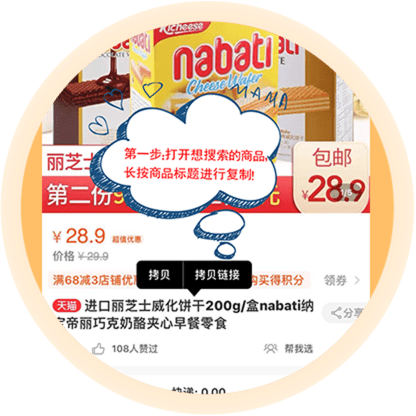 Richeese
nabati
Cheese Wafer
MAMA
第一步:打开想搜索的商品,
长按商品标题进行复制!
包邮
¥28.9
丽芝士
第二份
元
¥28.9 超值优惠
价格 ¥29.9
满68减3店铺优
购买得积分
领券 >
拷贝
拷贝链接
天猫 进口丽芝士威化饼干200g/盒nabati纳
宝帝丽巧克奶酪夹心早餐零食
分享
108人赞过
帮我选
快递: 0.00